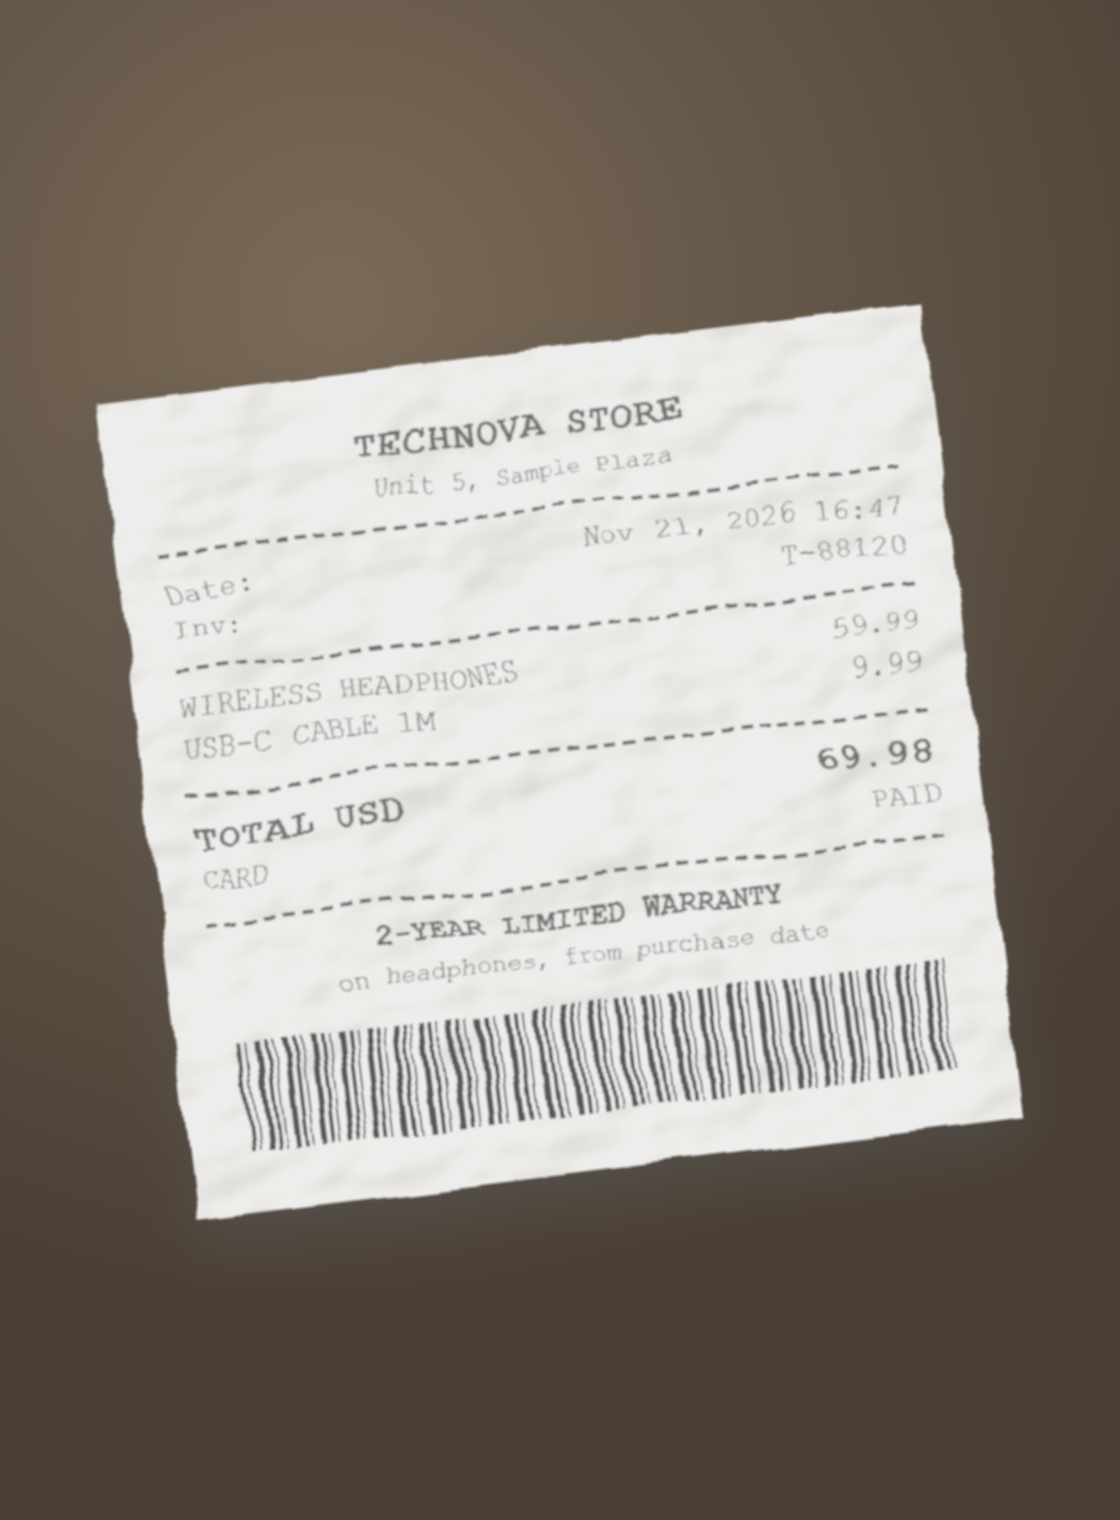 TECHNOVA STORE
Unit 5, Sample Plaza
Date: Nov 21, 2026 16:47
Inv: T-88120
WIRELESS HEADPHONES 59.99
USB-C CABLE 1M 9.99
TOTAL USD 69.98
CARD PAID
2-YEAR LIMITED WARRANTY
on headphones, from purchase date